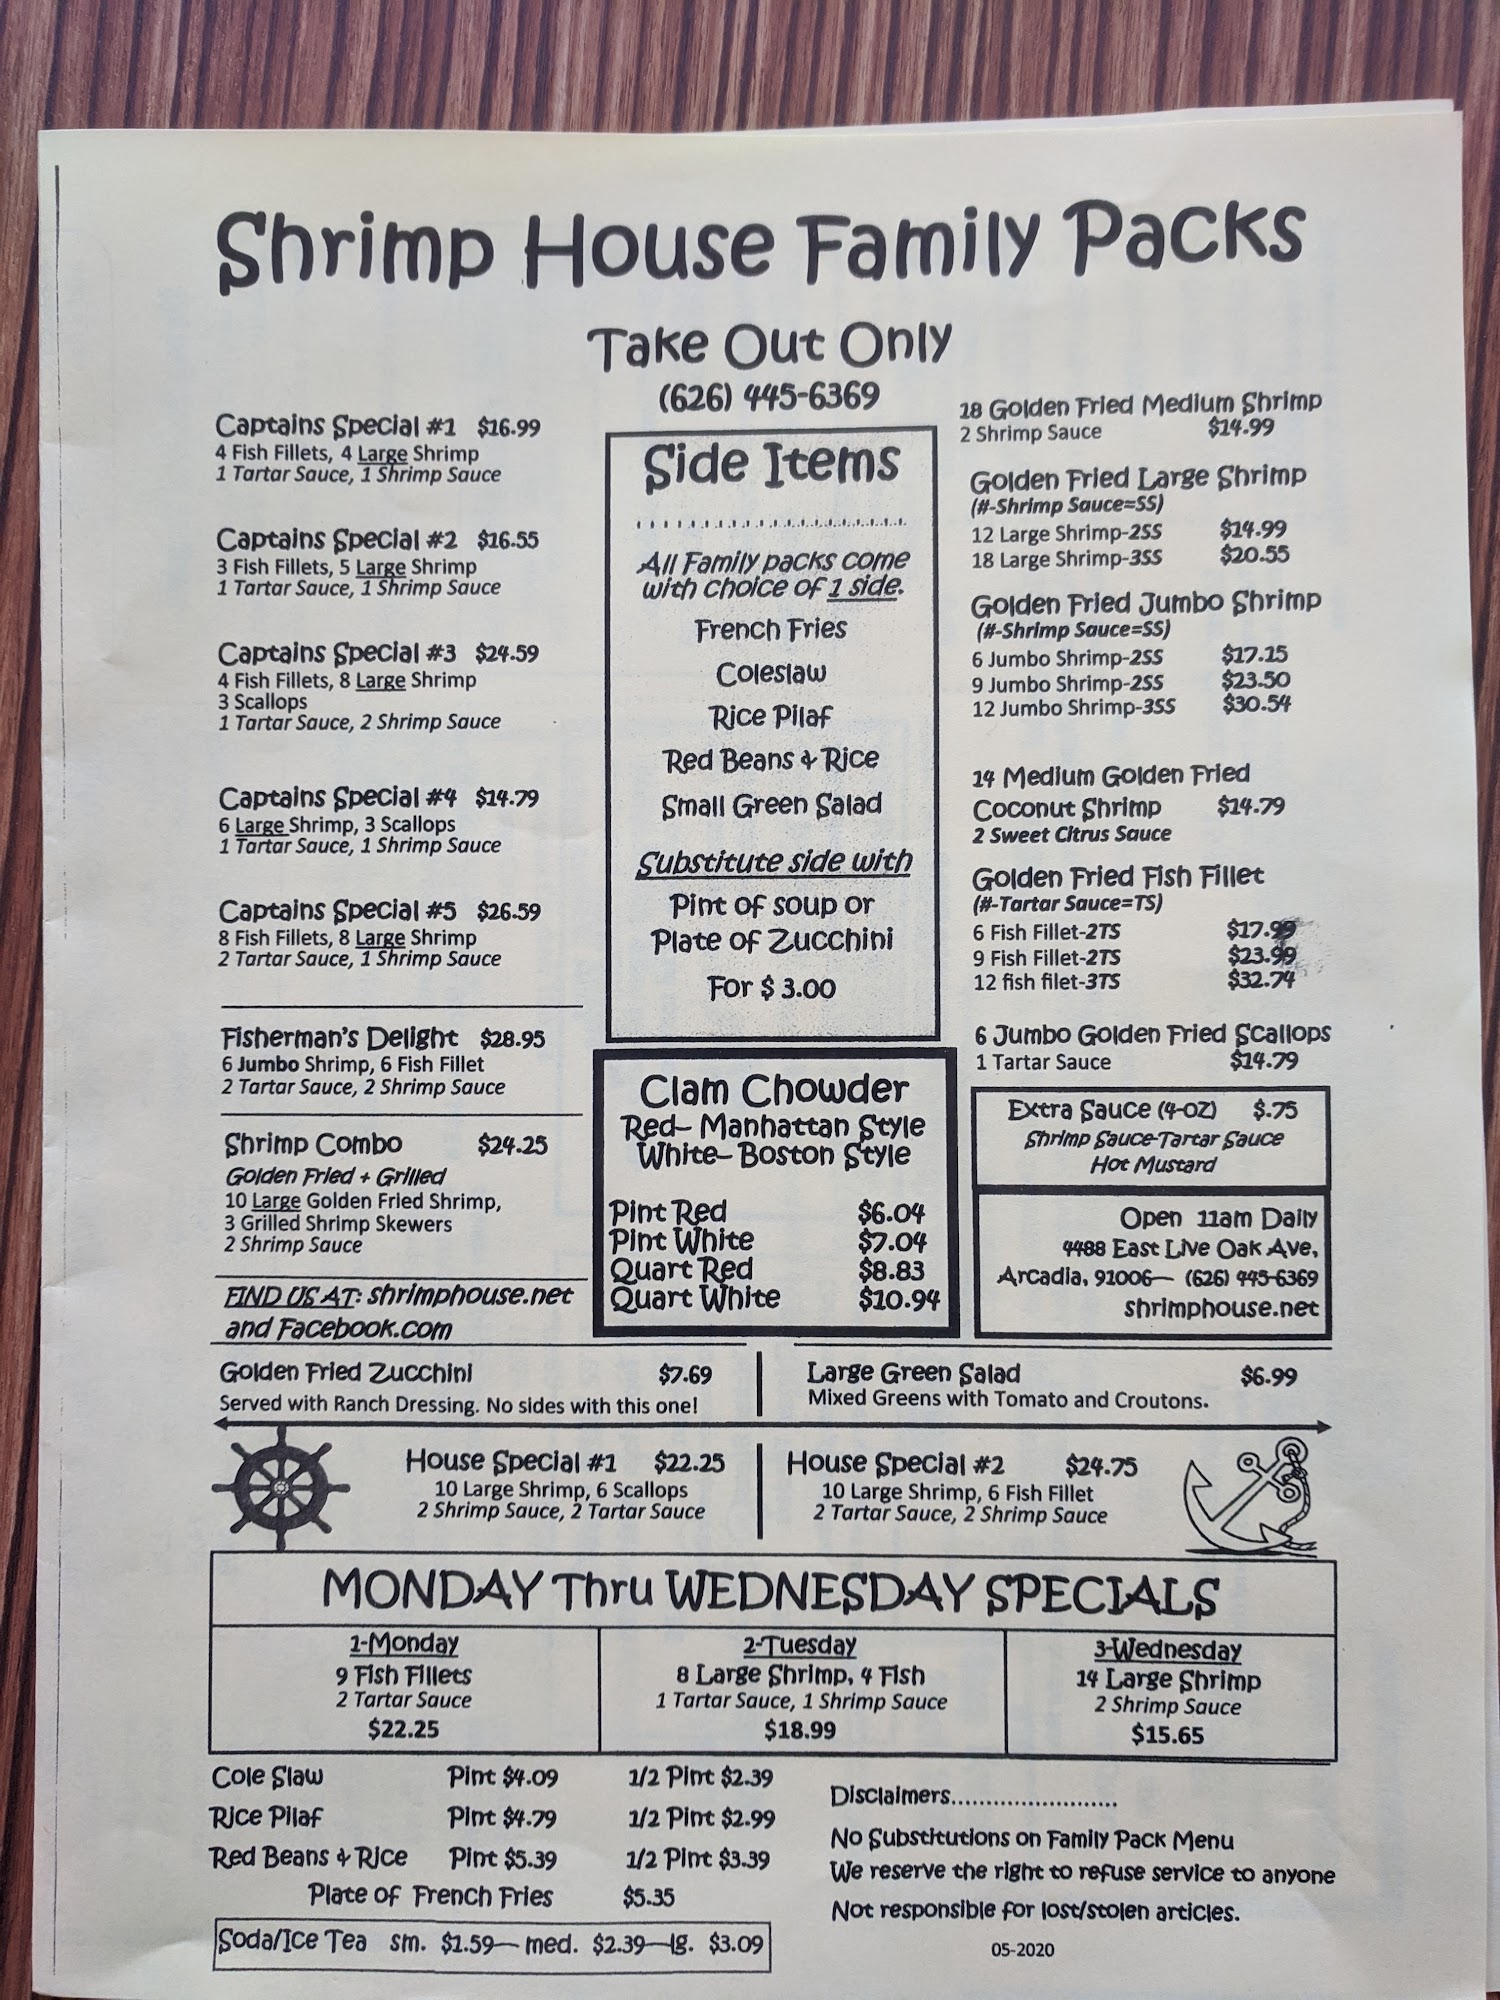 Shrimp House Family Packs
Take Out Only
(626) 445-6369
Captains Special #1 $16.99
4 Fish Fillets, 4 Large Shrimp
1 Tartar Sauce, 1 Shrimp Sauce
Captains Special #2 $16.55
3 Fish Fillets, 5 Large Shrimp
1 Tartar Sauce, 1 Shrimp Sauce
Captains Special #3 $24.59
4 Fish Fillets, 8 Large Shrimp
3 Scallops
1 Tartar Sauce, 2 Shrimp Sauce
Captains Special #4 $14.79
6 Large Shrimp, 3 Scallops
1 Tartar Sauce, 1 Shrimp Sauce
Captains Special #5 $26.59
8 Fish Fillets, 8 Large Shrimp
2 Tartar Sauce, 1 Shrimp Sauce
Fisherman's Delight $28.95
6 Jumbo Shrimp, 6 Fish Fillet
2 Tartar Sauce, 2 Shrimp Sauce
Shrimp Combo $24.25
Golden Fried + Grilled
10 Large Golden Fried Shrimp,
3 Grilled Shrimp Skewers
2 Shrimp Sauce
FIND US AT: shrimphouse.net
and Facebook.com
Side Items
All Family packs come
with choice of 1 side.
French Fries
Coleslaw
Rice Pilaf
Red Beans & Rice
Small Green Salad
Substitute side with
Pint of soup or
Plate of Zucchini
For $ 3.00
Clam Chowder
Red- Manhattan Style
White- Boston Style
Pint Red $6.04
Pint White $7.04
Quart Red $8.83
Quart White $10.94
18 Golden Fried Medium Shrimp
2 Shrimp Sauce $14.99
Golden Fried Large Shrimp
(#-Shrimp Sauce=SS)
12 Large Shrimp-2SS $14.99
18 Large Shrimp-3SS $20.55
Golden Fried Jumbo Shrimp
(#-Shrimp Sauce=SS)
6 Jumbo Shrimp-2SS $17.15
9 Jumbo Shrimp-2SS $23.50
12 Jumbo Shrimp-3SS $30.54
14 Medium Golden Fried
Coconut Shrimp $14.79
2 Sweet Citrus Sauce
Golden Fried Fish Fillet
(#-Tartar Sauce=TS)
6 Fish Fillet-2TS $17.99
9 Fish Fillet-2TS $23.99
12 fish filet-3TS $32.74
6 Jumbo Golden Fried Scallops
1 Tartar Sauce $14.79
Extra Sauce (4-oz) $.75
Shrimp Sauce-Tartar Sauce
Hot Mustard
Open 11am Daily
4488 East Live Oak Ave,
Arcadia, 91006— (626) 445-6369
shrimphouse.net
Golden Fried Zucchini $7.69
Served with Ranch Dressing. No sides with this one!
Large Green Salad $6.99
Mixed Greens with Tomato and Croutons.
House Special #1 $22.25
10 Large Shrimp, 6 Scallops
2 Shrimp Sauce, 2 Tartar Sauce
House Special #2 $24.75
10 Large Shrimp, 6 Fish Fillet
2 Tartar Sauce, 2 Shrimp Sauce
MONDAY Thru WEDNESDAY SPECIALS
1-Monday
9 Fish Fillets
2 Tartar Sauce
$22.25
2-Tuesday
8 Large Shrimp, 4 Fish
1 Tartar Sauce, 1 Shrimp Sauce
$18.99
3-Wednesday
14 Large Shrimp
2 Shrimp Sauce
$15.65
Cole Slaw Pint $4.09 1/2 Pint $2.39
Rice Pilaf Pint $4.79 1/2 Pint $2.99
Red Beans & Rice Pint $5.39 1/2 Pint $3.39
Plate of French Fries $5.35
Soda/Ice Tea sm. $1.59— med. $2.39—lg. $3.09
Disclaimers........................
No Substitutions on Family Pack Menu
We reserve the right to refuse service to anyone
Not responsible for lost/stolen articles.
05-2020